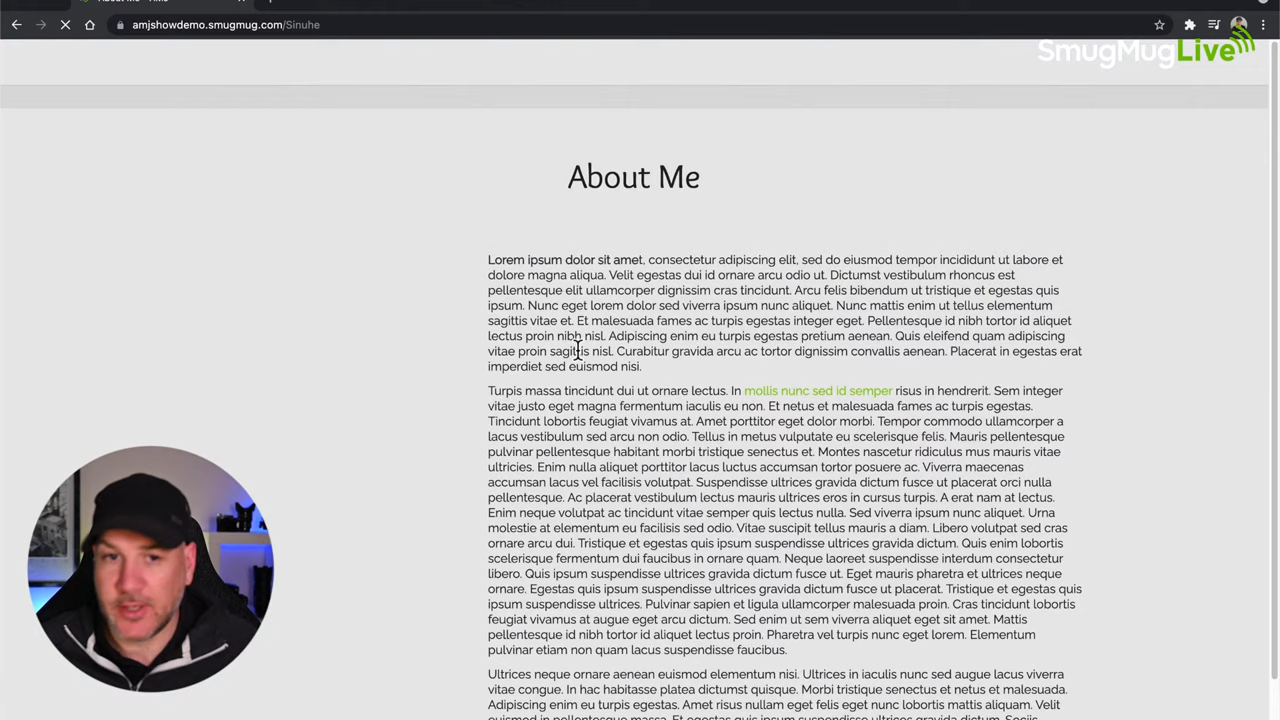 amjshowdemo.smugmug.com/Sinuhe
SmugMugLive
About Me
Lorem ipsum dolor sit amet, consectetur adipiscing elit, sed do eiusmod tempor incididunt ut labore et
dolore magna aliqua. Velit egestas dui id ornare arcu odio ut. Dictumst vestibulum rhoncus est
pellentesque elit ullamcorper dignissim cras tincidunt. Arcu felis bibendum ut tristique et egestas quis
ipsum. Nunc eget lorem dolor sed viverra ipsum nunc aliquet. Nunc mattis enim ut tellus elementum
sagittis vitae et. Et malesuada fames ac turpis egestas integer eget. Pellentesque id nibh tortor id aliquet
lectus proin nibh nisl. Adipiscing enim eu turpis egestas pretium aenean. Quis eleifend quam adipiscing
vitae proin sagittis nisl. Curabitur gravida arcu ac tortor dignissim convallis aenean. Placerat in egestas erat
imperdiet sed euismod nisi.
Turpis massa tincidunt dui ut ornare lectus. In mollis nunc sed id semper risus in hendrerit. Sem integer
vitae justo eget magna fermentum iaculis eu non. Et netus et malesuada fames ac turpis egestas.
Tincidunt lobortis feugiat vivamus at. Amet porttitor eget dolor morbi. Tempor commodo ullamcorper a
lacus vestibulum sed arcu non odio. Tellus in metus vulputate eu scelerisque felis. Mauris pellentesque
pulvinar pellentesque habitant morbi tristique senectus et. Montes nascetur ridiculus mus mauris vitae
ultricies. Enim nulla aliquet porttitor lacus luctus accumsan tortor posuere ac. Viverra maecenas
accumsan lacus vel facilisis volutpat. Suspendisse ultrices gravida dictum fusce ut placerat orci nulla
pellentesque. Ac placerat vestibulum lectus mauris ultrices eros in cursus turpis. A erat nam at lectus.
Enim neque volutpat ac tincidunt vitae semper quis lectus nulla. Sed viverra ipsum nunc aliquet. Urna
molestie at elementum eu facilisis sed odio. Vitae suscipit tellus mauris a diam. Libero volutpat sed cras
ornare arcu dui. Tristique et egestas quis ipsum suspendisse ultrices gravida dictum. Quis enim lobortis
scelerisque fermentum dui faucibus in ornare quam. Neque laoreet suspendisse interdum consectetur
libero. Quis ipsum suspendisse ultrices gravida dictum fusce ut. Eget mauris pharetra et ultrices neque
ornare. Egestas quis ipsum suspendisse ultrices gravida dictum fusce ut placerat. Tristique et egestas quis
ipsum suspendisse ultrices. Pulvinar sapien et ligula ullamcorper malesuada proin. Cras tincidunt lobortis
feugiat vivamus at augue eget arcu dictum. Sed enim ut sem viverra aliquet eget sit amet. Mattis
pellentesque id nibh tortor id aliquet lectus proin. Pharetra vel turpis nunc eget lorem. Elementum
pulvinar etiam non quam lacus suspendisse faucibus.
Ultrices neque ornare aenean euismod elementum nisi. Ultrices in iaculis nunc sed augue lacus viverra
vitae congue. In hac habitasse platea dictumst quisque. Morbi tristique senectus et netus et malesuada.
Adipiscing enim eu turpis egestas. Amet risus nullam eget felis eget nunc lobortis mattis aliquam.